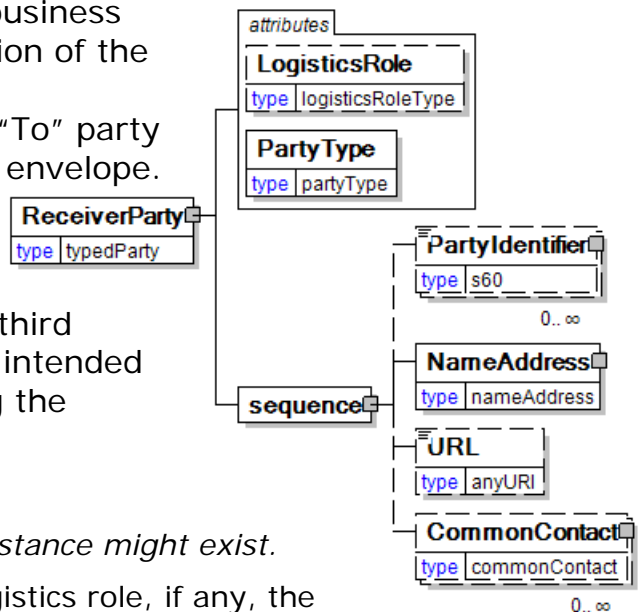 business
ion of the
"To" party
envelope.
third
intended
g the
stance might exist.
gistics role, if any, the
attributes
LogisticsRole
type logisticsRoleType
PartyType
type partyType
ReceiverParty
type typedParty
sequence
PartyIdentifier
type s60
0.. ∞
NameAddress
type nameAddress
URL
type anyURI
CommonContact
type commonContact
0.. ∞